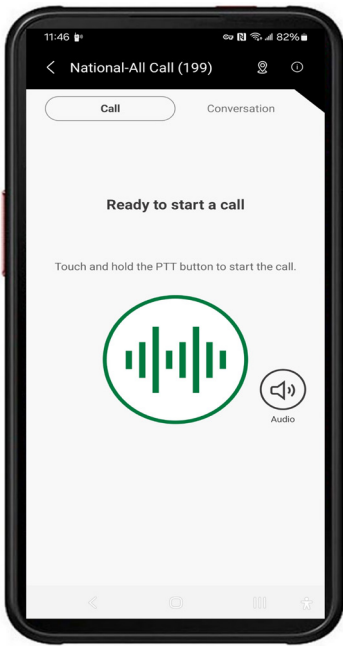 11:46
82%
National-All Call (199)
Call
Conversation
Ready to start a call
Touch and hold the PTT button to start the call.
Audio